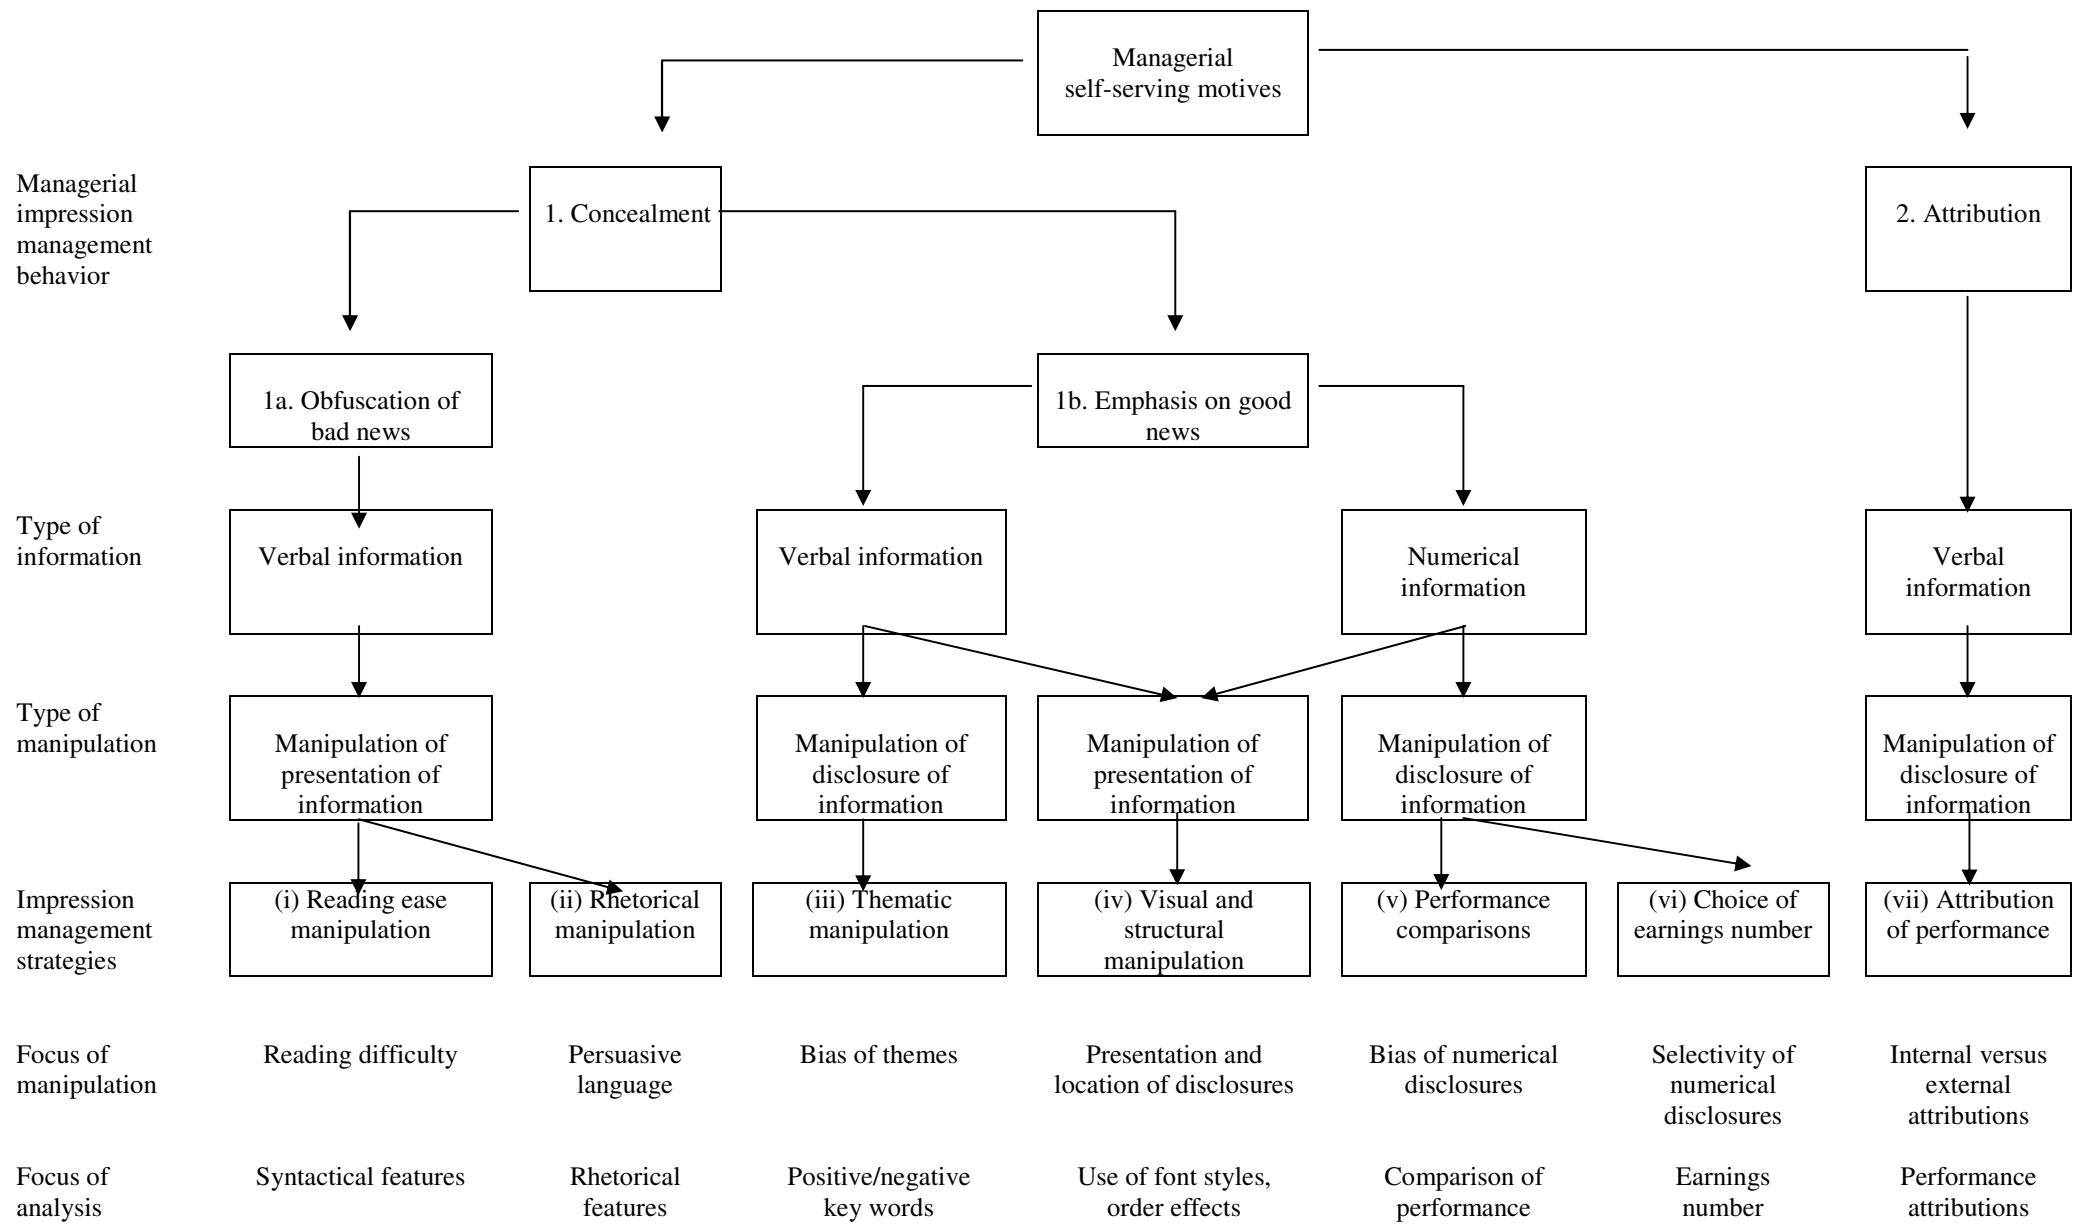 Managerial
self-serving motives
Managerial
impression
management
behavior
1. Concealment
2. Attribution
1a. Obfuscation of
bad news
1b. Emphasis on good
news
Type of
information
Verbal information
Verbal information
Numerical
information
Verbal
information
Type of
manipulation
Manipulation of
presentation of
information
Manipulation of
disclosure of
information
Manipulation of
presentation of
information
Manipulation of
disclosure of
information
Manipulation of
disclosure of
information
Impression
management
strategies
(i) Reading ease
manipulation
(ii) Rhetorical
manipulation
(iii) Thematic
manipulation
(iv) Visual and
structural
manipulation
(v) Performance
comparisons
(vi) Choice of
earnings number
(vii) Attribution
of performance
Focus of
manipulation
Reading difficulty
Persuasive
language
Bias of themes
Presentation and
location of disclosures
Bias of numerical
disclosures
Selectivity of
numerical
disclosures
Internal versus
external
attributions
Focus of
analysis
Syntactical features
Rhetorical
features
Positive/negative
key words
Use of font styles,
order effects
Comparison of
performance
Earnings
number
Performance
attributions